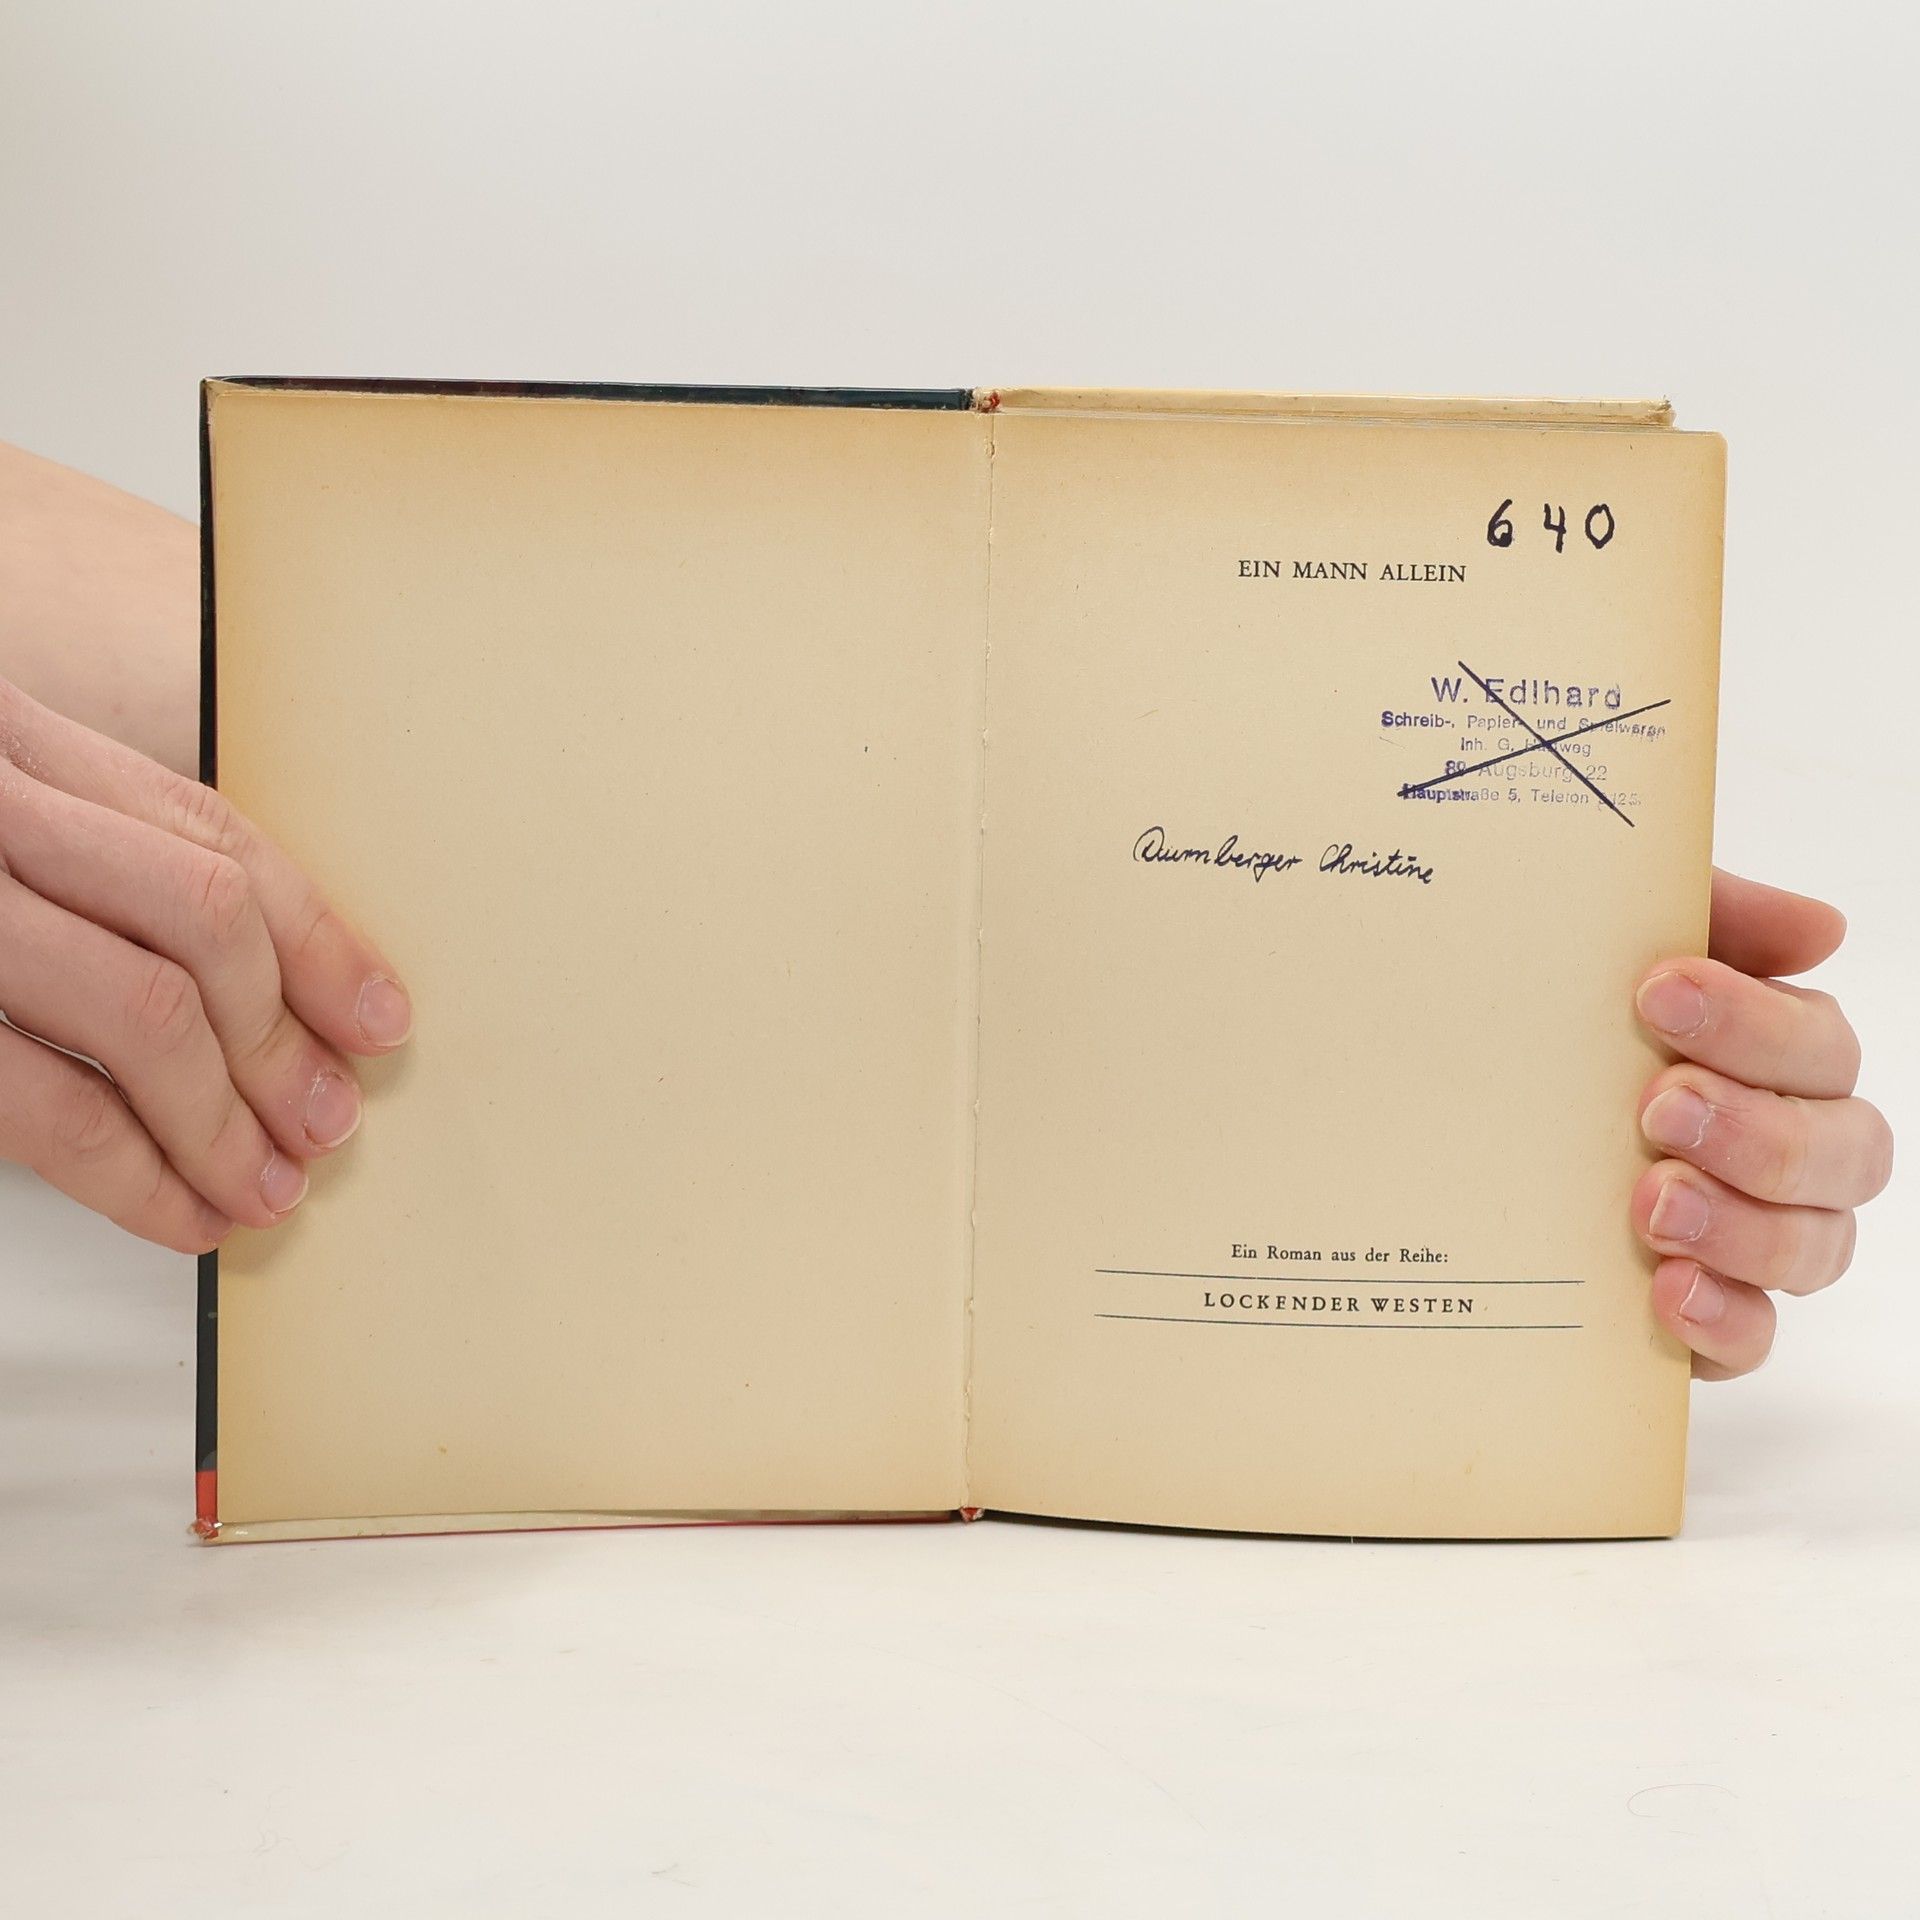 640
EIN MANN ALLEIN
W. Edlhard
Schreib-, Papier- und Spielwaren
Inh. G.
89 Augsburg 22
Hauptstraße 5, Telefon
Christine
Ein Roman aus der Reihe:
LOCKENDER WESTEN